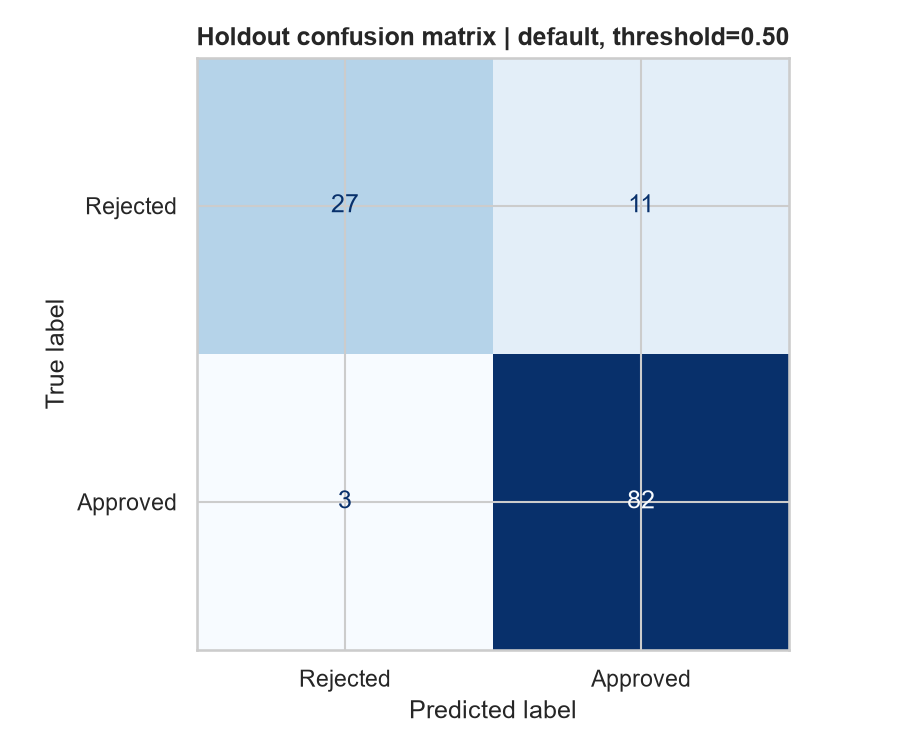 Holdout confusion matrix | default, threshold=0.50
Rejected
27
11
True label
Approved
3
82
Rejected
Approved
Predicted label